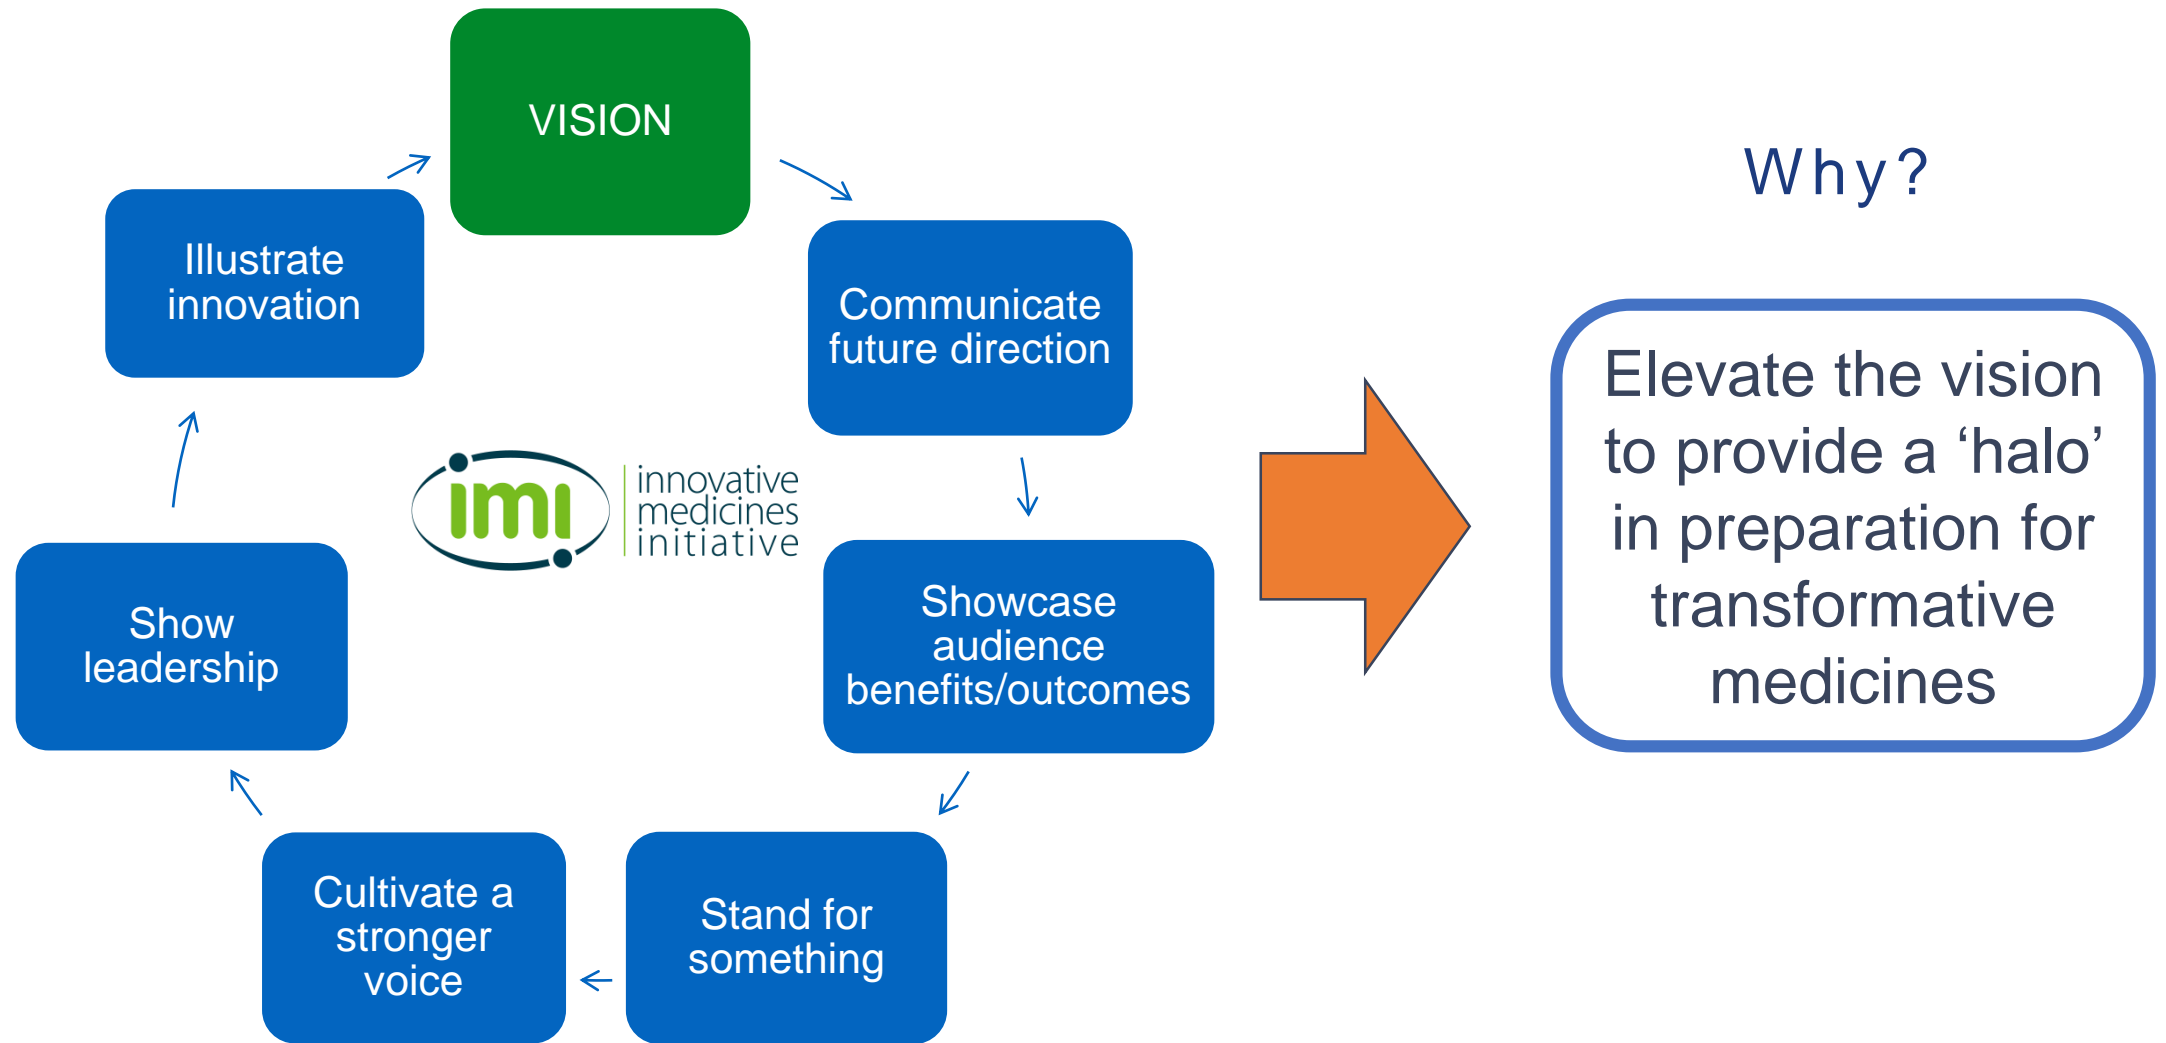 VISION
Communicate
future direction
Showcase
audience
benefits/outcomes
Stand for
something
Cultivate a
stronger
voice
Show
leadership
Illustrate
innovation
imi
innovative
medicines
initiative
Why?
Elevate the vision
to provide a ‘halo’
in preparation for
transformative
medicines